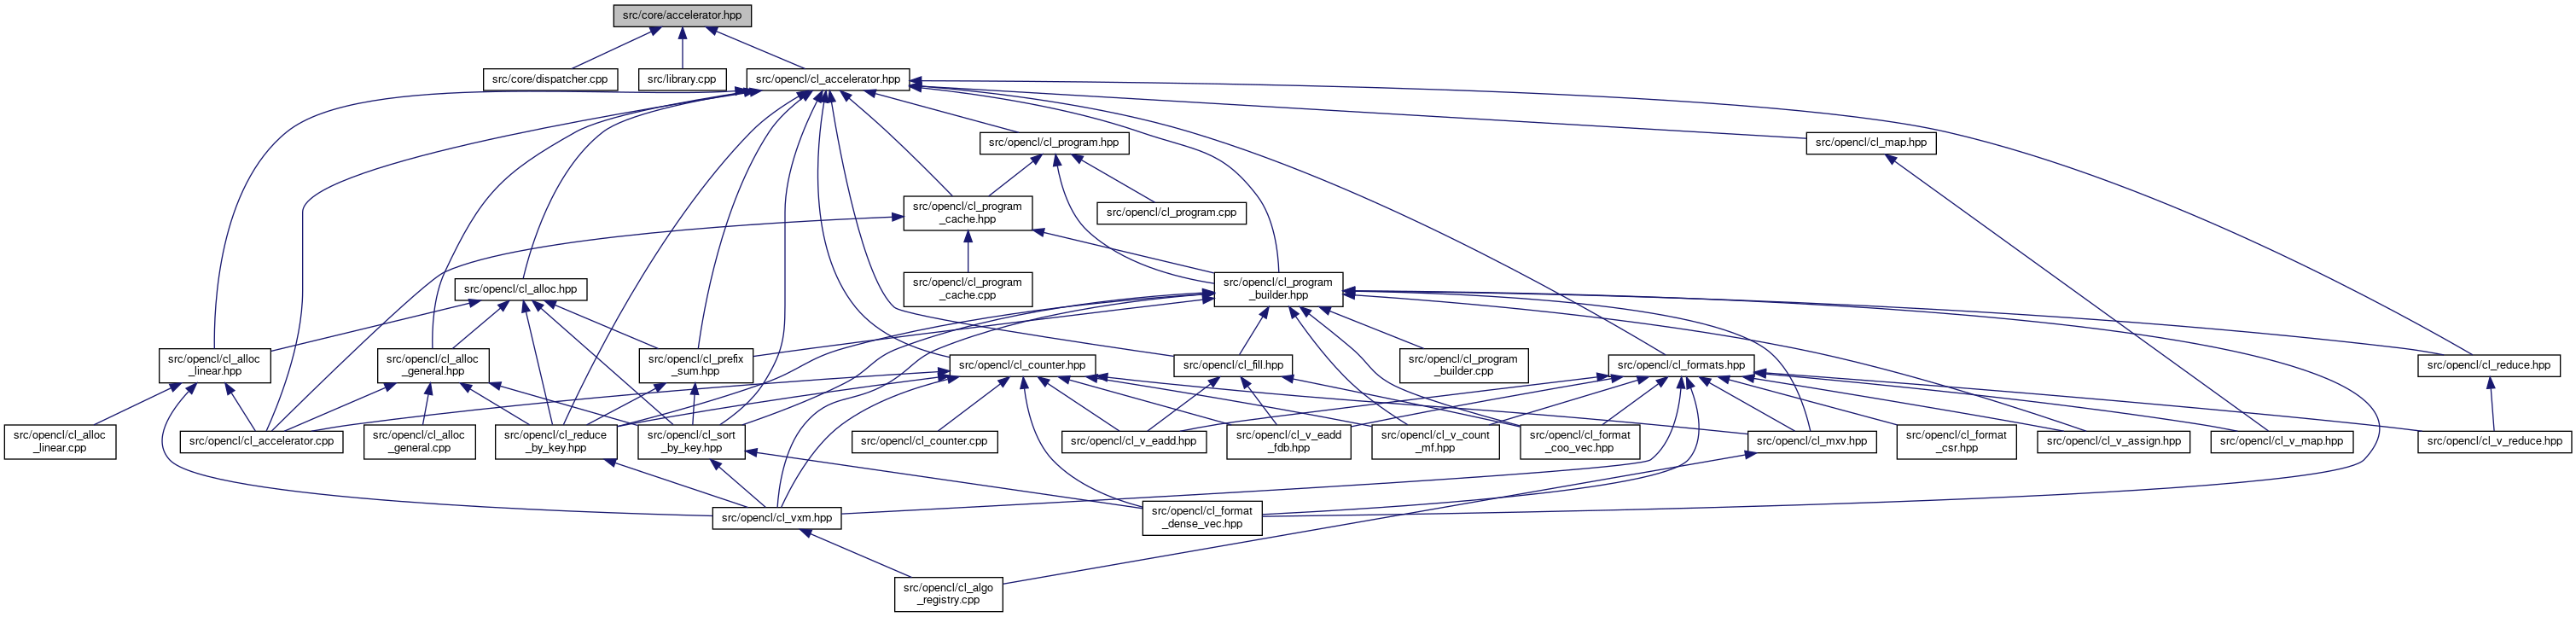 src/core/accelerator.hpp
src/core/dispatcher.cpp
src/library.cpp
src/opencl/cl_accelerator.hpp
src/opencl/cl_program.hpp
src/opencl/cl_map.hpp
src/opencl/cl_program
_cache.hpp
src/opencl/cl_program.cpp
src/opencl/cl_alloc.hpp
src/opencl/cl_program
_cache.cpp
src/opencl/cl_program
_builder.hpp
src/opencl/cl_alloc
_linear.hpp
src/opencl/cl_alloc
_general.hpp
src/opencl/cl_prefix
_sum.hpp
src/opencl/cl_counter.hpp
src/opencl/cl_fill.hpp
src/opencl/cl_program
_builder.cpp
src/opencl/cl_formats.hpp
src/opencl/cl_reduce.hpp
src/opencl/cl_alloc
_linear.cpp
src/opencl/cl_accelerator.cpp
src/opencl/cl_alloc
_general.cpp
src/opencl/cl_reduce
_by_key.hpp
src/opencl/cl_sort
_by_key.hpp
src/opencl/cl_counter.cpp
src/opencl/cl_v_eadd.hpp
src/opencl/cl_v_eadd
_fdb.hpp
src/opencl/cl_v_count
_mf.hpp
src/opencl/cl_format
_coo_vec.hpp
src/opencl/cl_mxv.hpp
src/opencl/cl_format
_csr.hpp
src/opencl/cl_v_assign.hpp
src/opencl/cl_v_map.hpp
src/opencl/cl_v_reduce.hpp
src/opencl/cl_vxm.hpp
src/opencl/cl_format
_dense_vec.hpp
src/opencl/cl_algo
_registry.cpp